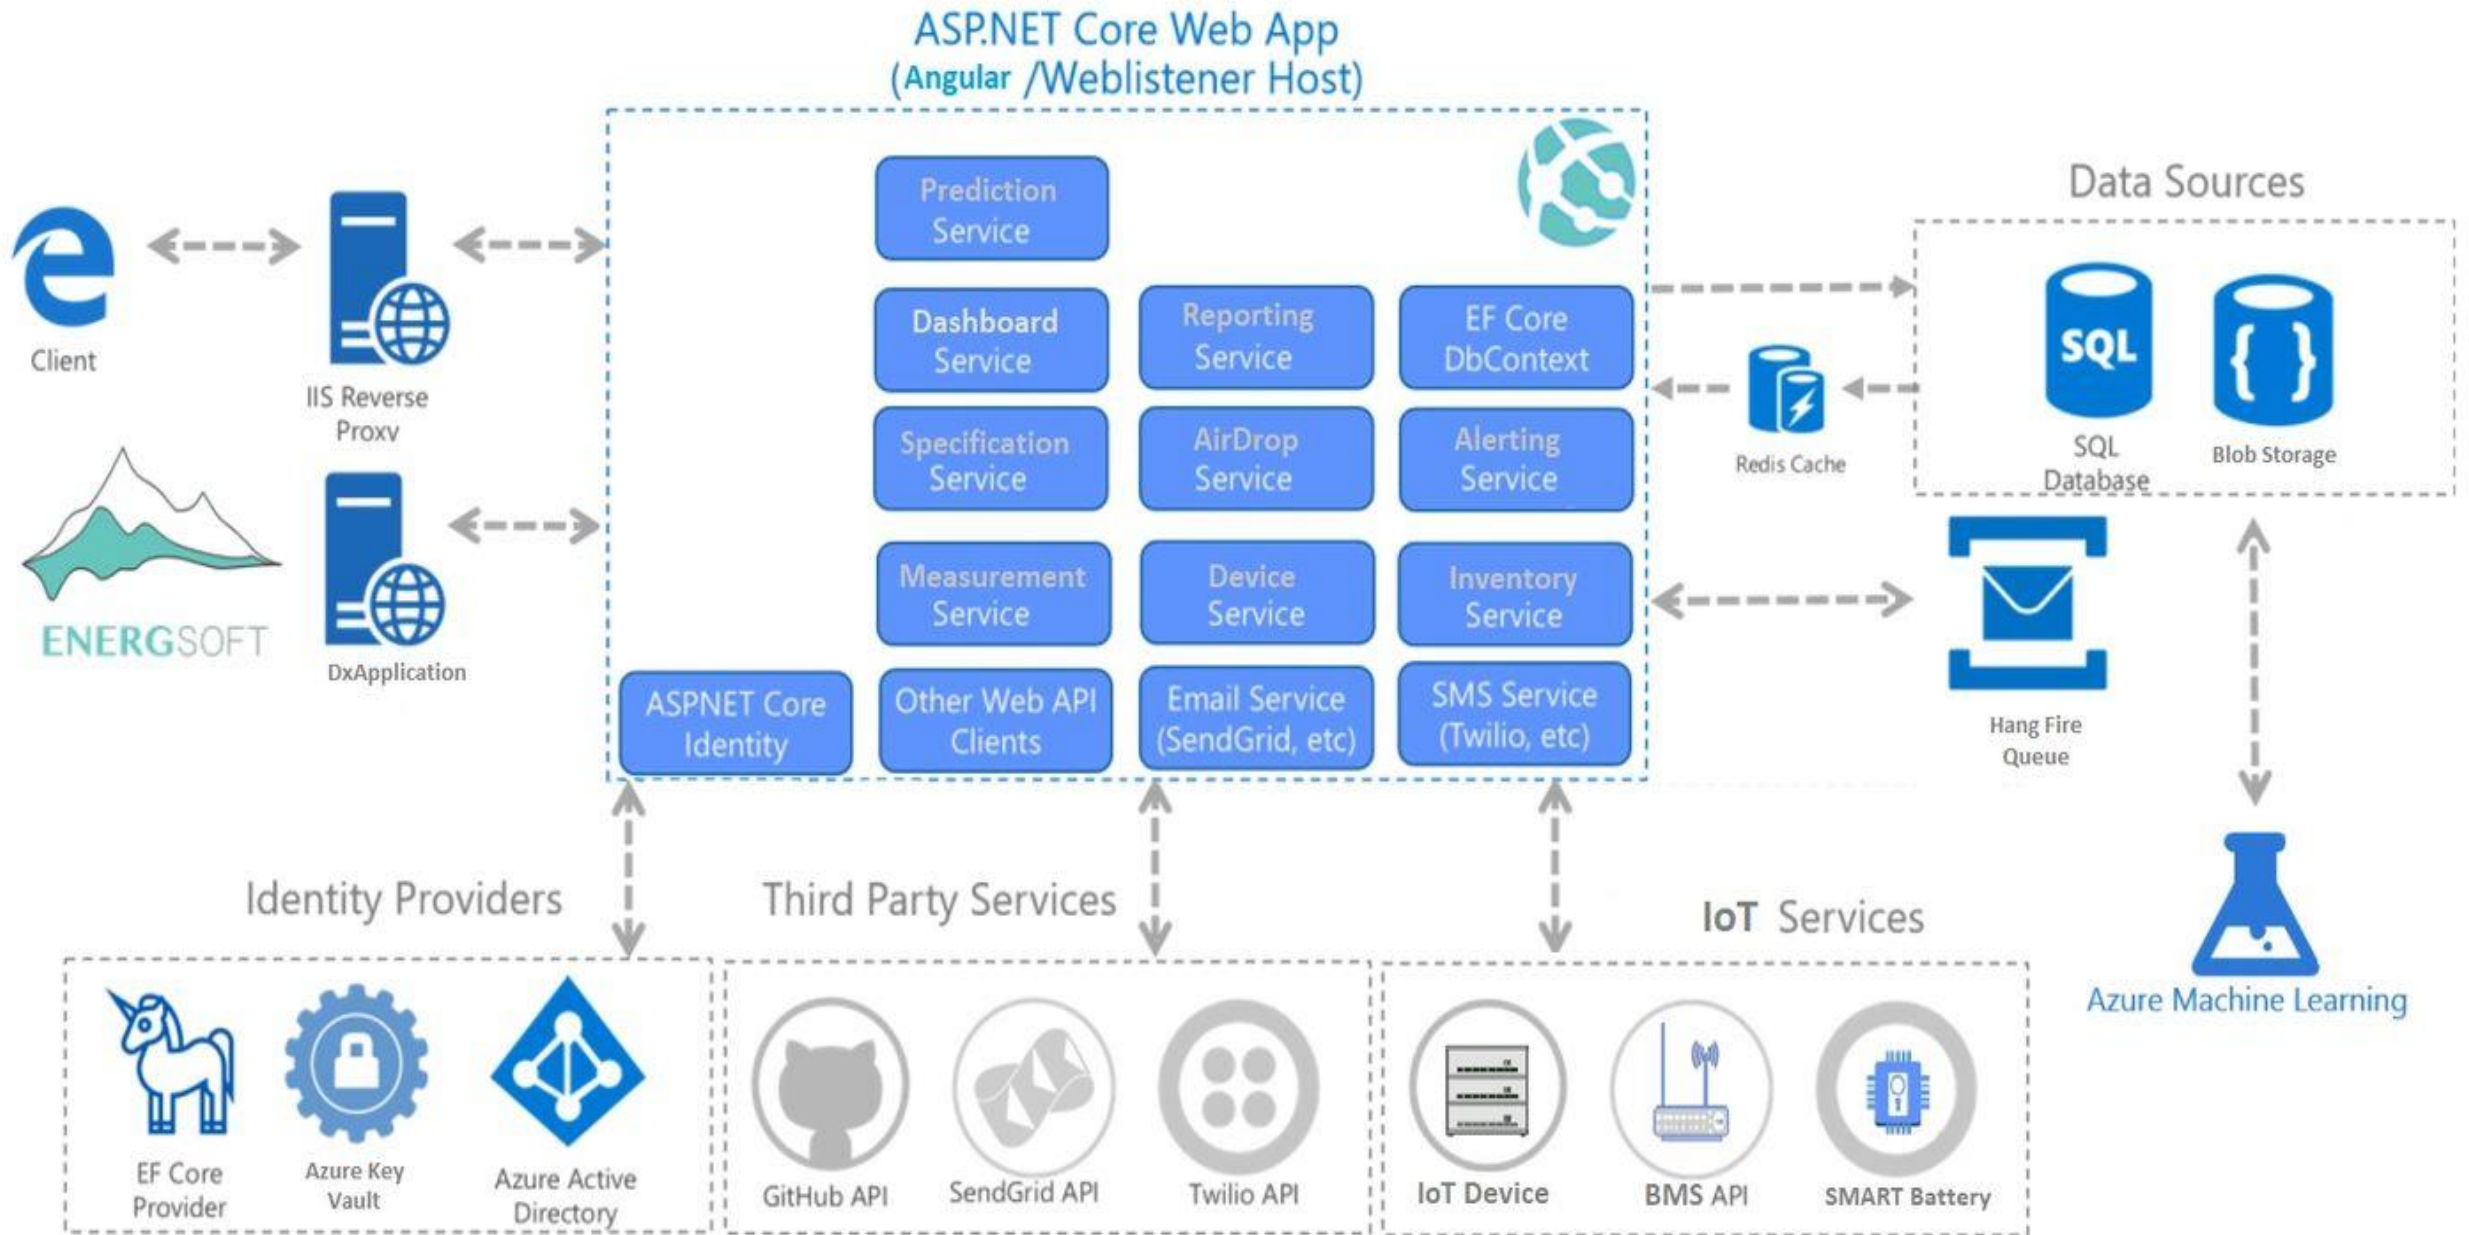 ASP.NET Core Web App
(Angular /Weblistener Host)
Prediction
Service
Dashboard
Service
Reporting
Service
EF Core
DbContext
Specification
Service
AirDrop
Service
Alerting
Service
Measurement
Service
Device
Service
Inventory
Service
ASPNET Core
Identity
Other Web API
Clients
Email Service
(SendGrid, etc)
SMS Service
(Twilio, etc)
Client
IIS Reverse
Proxv
ENERGSOFT
DxApplication
Data Sources
SQL
SQL
Database
{ }
Blob Storage
Redis Cache
Hang Fire
Queue
Azure Machine Learning
Identity Providers
EF Core
Provider
Azure Key
Vault
Azure Active
Directory
Third Party Services
GitHub API
SendGrid API
Twilio API
IoT Services
IoT Device
BMS API
SMART Battery